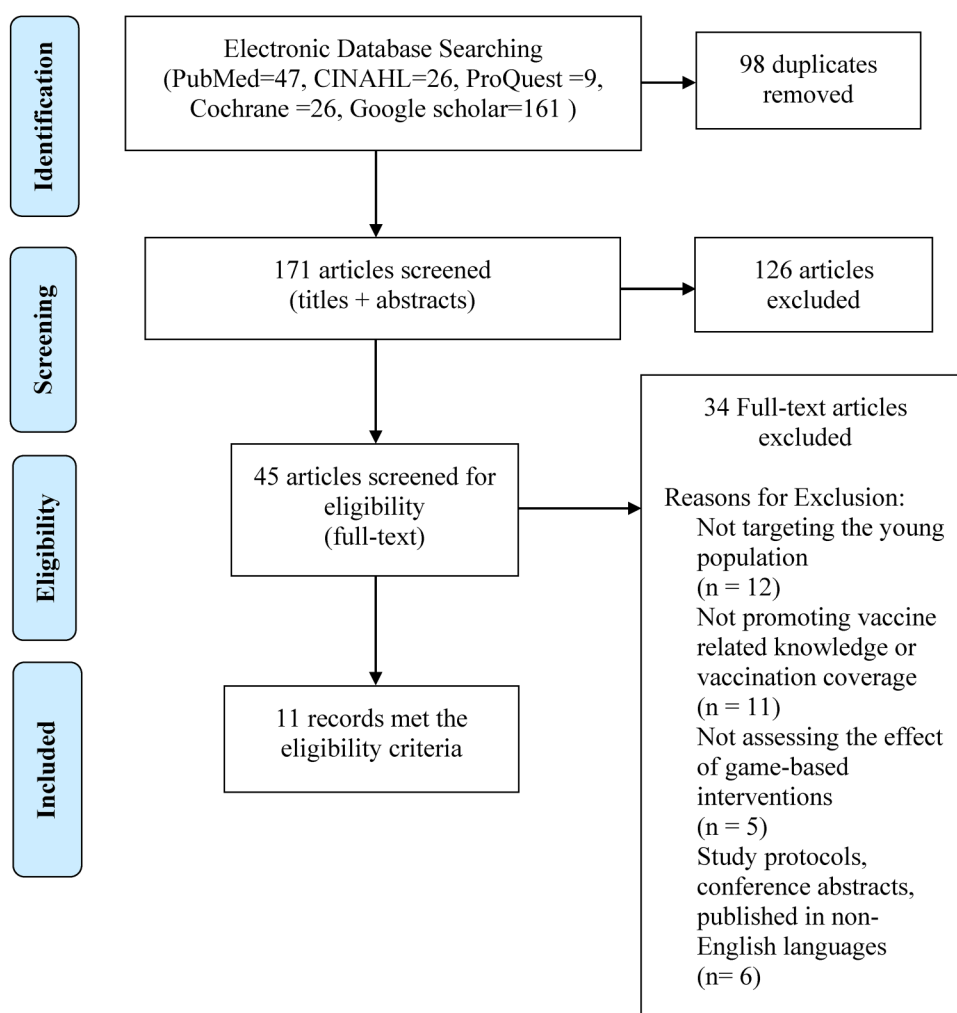 Identification
Electronic Database Searching
(PubMed=47, CINAHL=26, ProQuest =9,
Cochrane =26, Google scholar=161 )
98 duplicates
removed
Screening
171 articles screened
(titles + abstracts)
126 articles
excluded
Eligibility
45 articles screened for
eligibility
(full-text)
34 Full-text articles
excluded
Reasons for Exclusion:
Not targeting the young
population
(n = 12)
Not promoting vaccine
related knowledge or
vaccination coverage
(n = 11)
Not assessing the effect
of game-based
interventions
(n = 5)
Study protocols,
conference abstracts,
published in non-
English languages
(n= 6)
Included
11 records met the
eligibility criteria